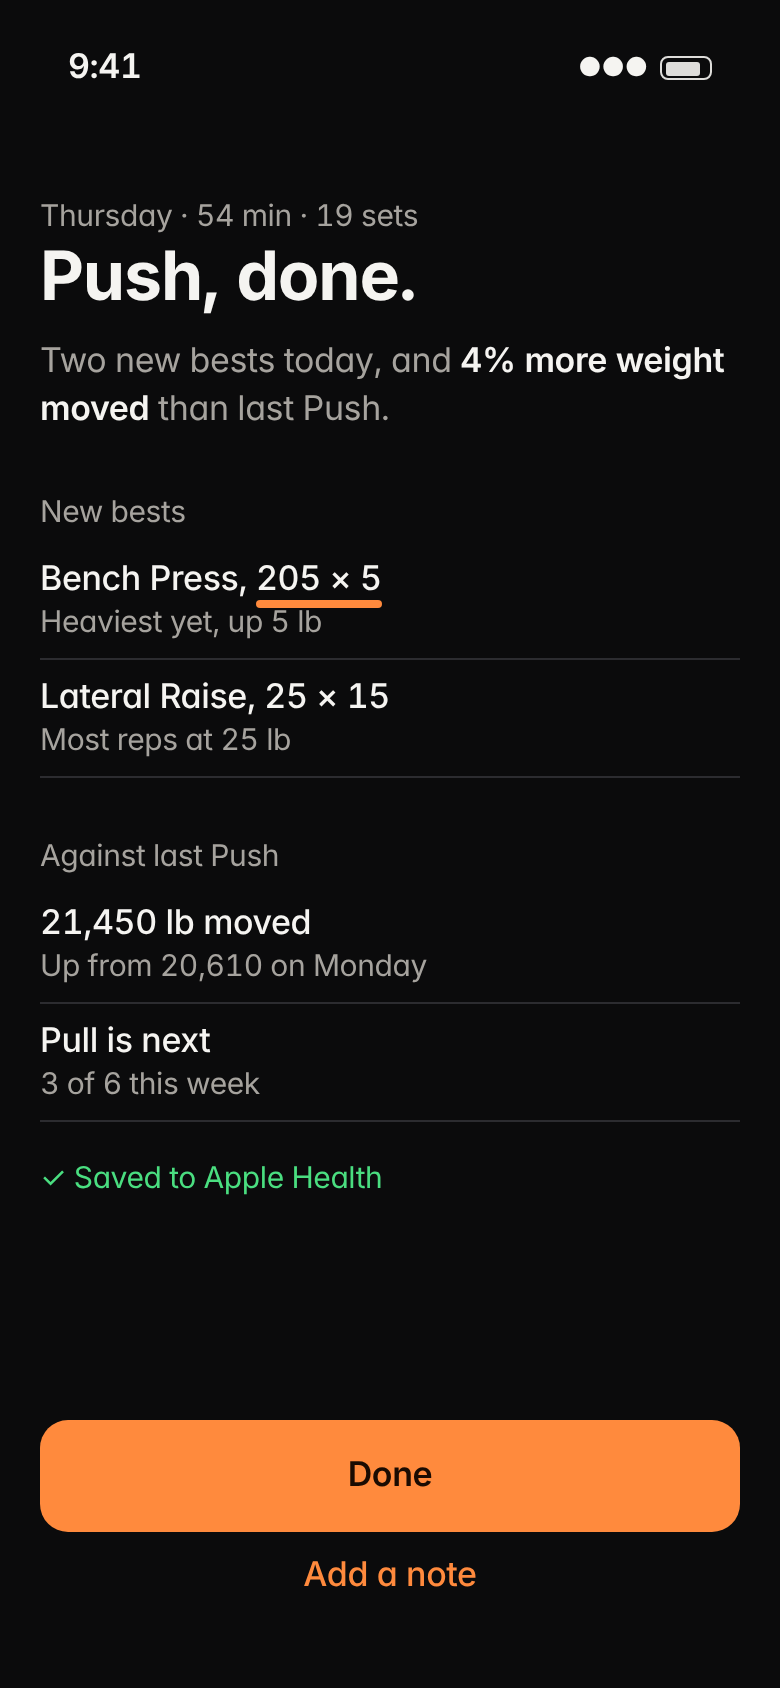 9:41
Thursday · 54 min · 19 sets
Push, done.
Two new bests today, and 4% more weight
moved than last Push.
New bests
Bench Press, 205 × 5
Heaviest yet, up 5 lb
Lateral Raise, 25 × 15
Most reps at 25 lb
Against last Push
21,450 lb moved
Up from 20,610 on Monday
Pull is next
3 of 6 this week
✓ Saved to Apple Health
Done
Add a note